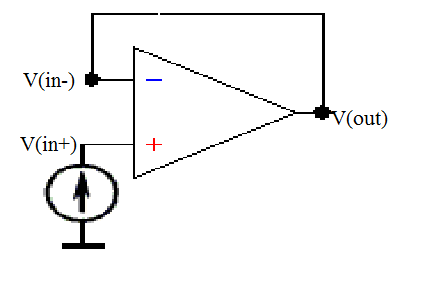 V(in-)
−
V(out)
V(in+)
+